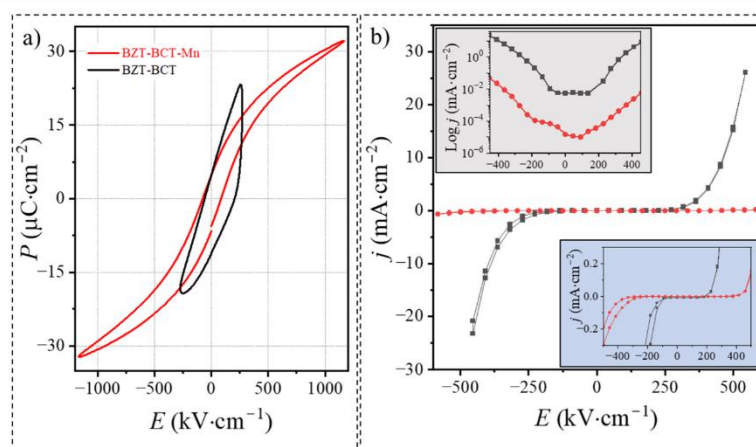 a)
BZT-BCT-Mn
BZT-BCT
P (μC·cm⁻²)
30
15
0
−15
−30
−1000 −500 0 500 1000
E (kV·cm⁻¹)
b)
Log j (mA·cm⁻²)
10⁰
10⁻²
10⁻⁴
10⁻⁶
−400 −200 0 200 400
j (mA·cm⁻²)
30
20
10
0
−10
−20
−30
j (mA·cm⁻²)
0.2
0.0
−0.2
−400 −200 0 200 400
−500 −250 0 250 500
E (kV·cm⁻¹)